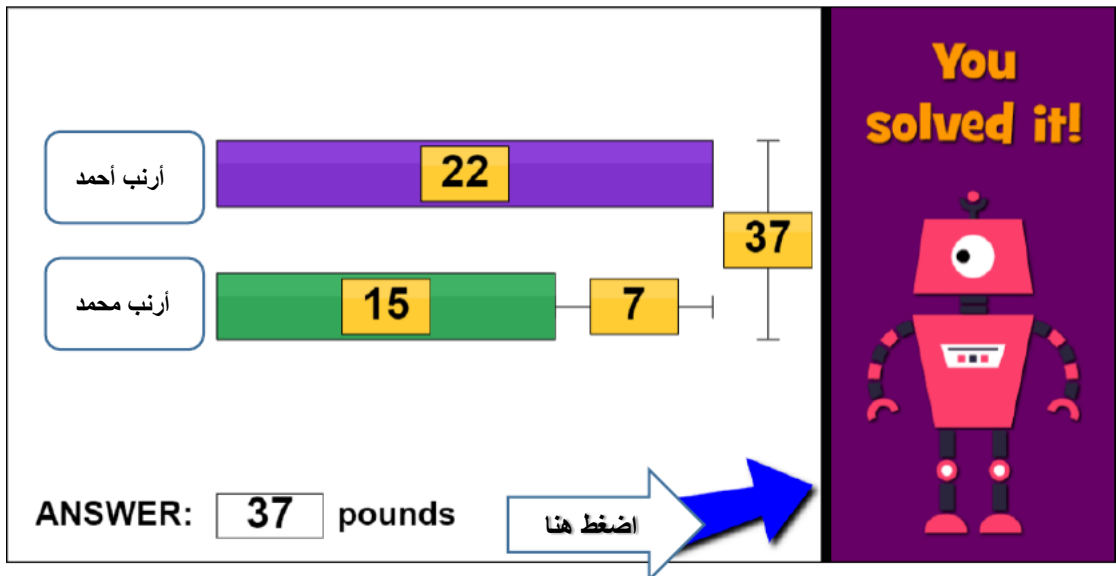 أرنب أحمد
22
37
أرنب محمد
15
7
ANSWER: 37 pounds
اضغط هنا
You
solved it!